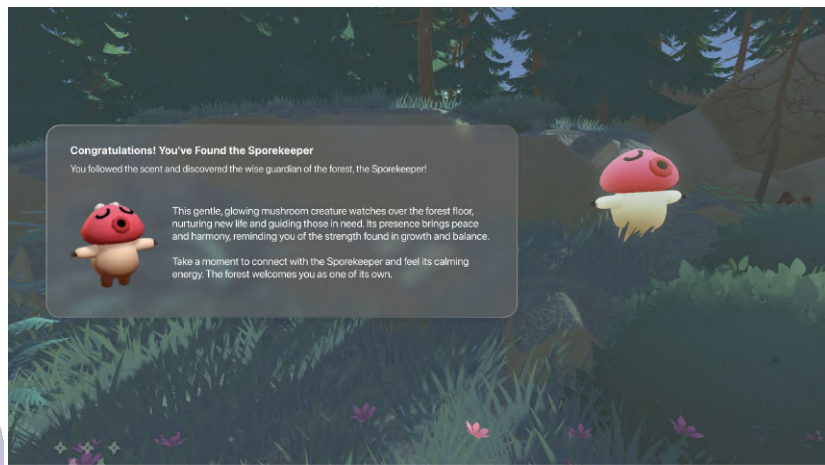 Congratulations! You've Found the Sporekeeper
You followed the scent and discovered the wise guardian of the forest, the Sporekeeper!
This gentle, glowing mushroom creature watches over the forest floor,
nurturing new life and guiding those in need. Its presence brings peace
and harmony, reminding you of the strength found in growth and balance.
Take a moment to connect with the Sporekeeper and feel its calming
energy. The forest welcomes you as one of its own.